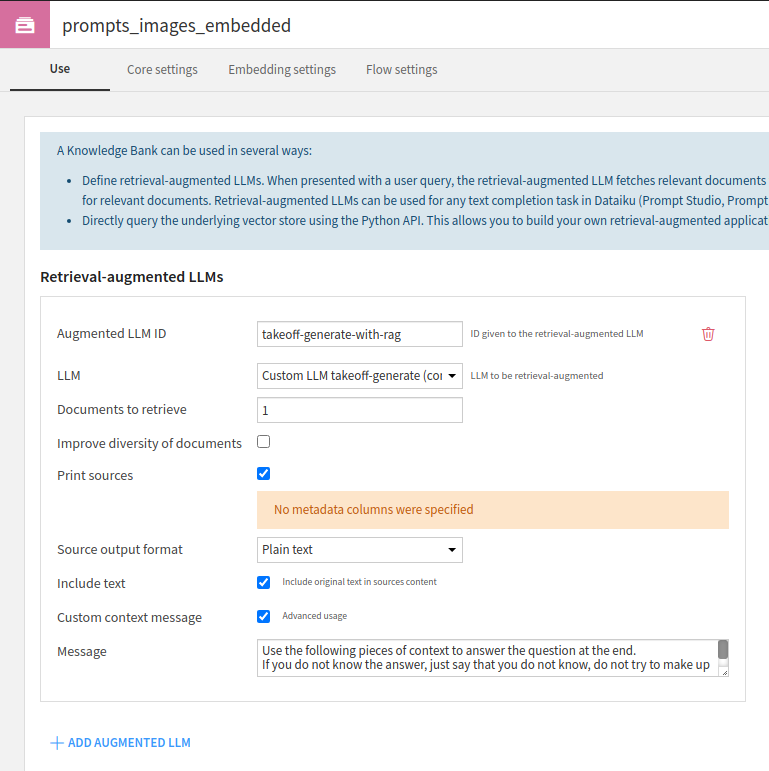 prompts_images_embedded
Use Core settings Embedding settings Flow settings
A Knowledge Bank can be used in several ways:
• Define retrieval-augmented LLMs. When presented with a user query, the retrieval-augmented LLM fetches relevant documents
for relevant documents. Retrieval-augmented LLMs can be used for any text completion task in Dataiku (Prompt Studio, Prompt
• Directly query the underlying vector store using the Python API. This allows you to build your own retrieval-augmented applicat
Retrieval-augmented LLMs
Augmented LLM ID takeoff-generate-with-rag ID given to the retrieval-augmented LLM
LLM Custom LLM takeoff-generate (cor LLM to be retrieval-augmented
Documents to retrieve 1
Improve diversity of documents
Print sources
No metadata columns were specified
Source output format Plain text
Include text Include original text in sources content
Custom context message Advanced usage
Message Use the following pieces of context to answer the question at the end.
If you do not know the answer, just say that you do not know, do not try to make up
+ ADD AUGMENTED LLM